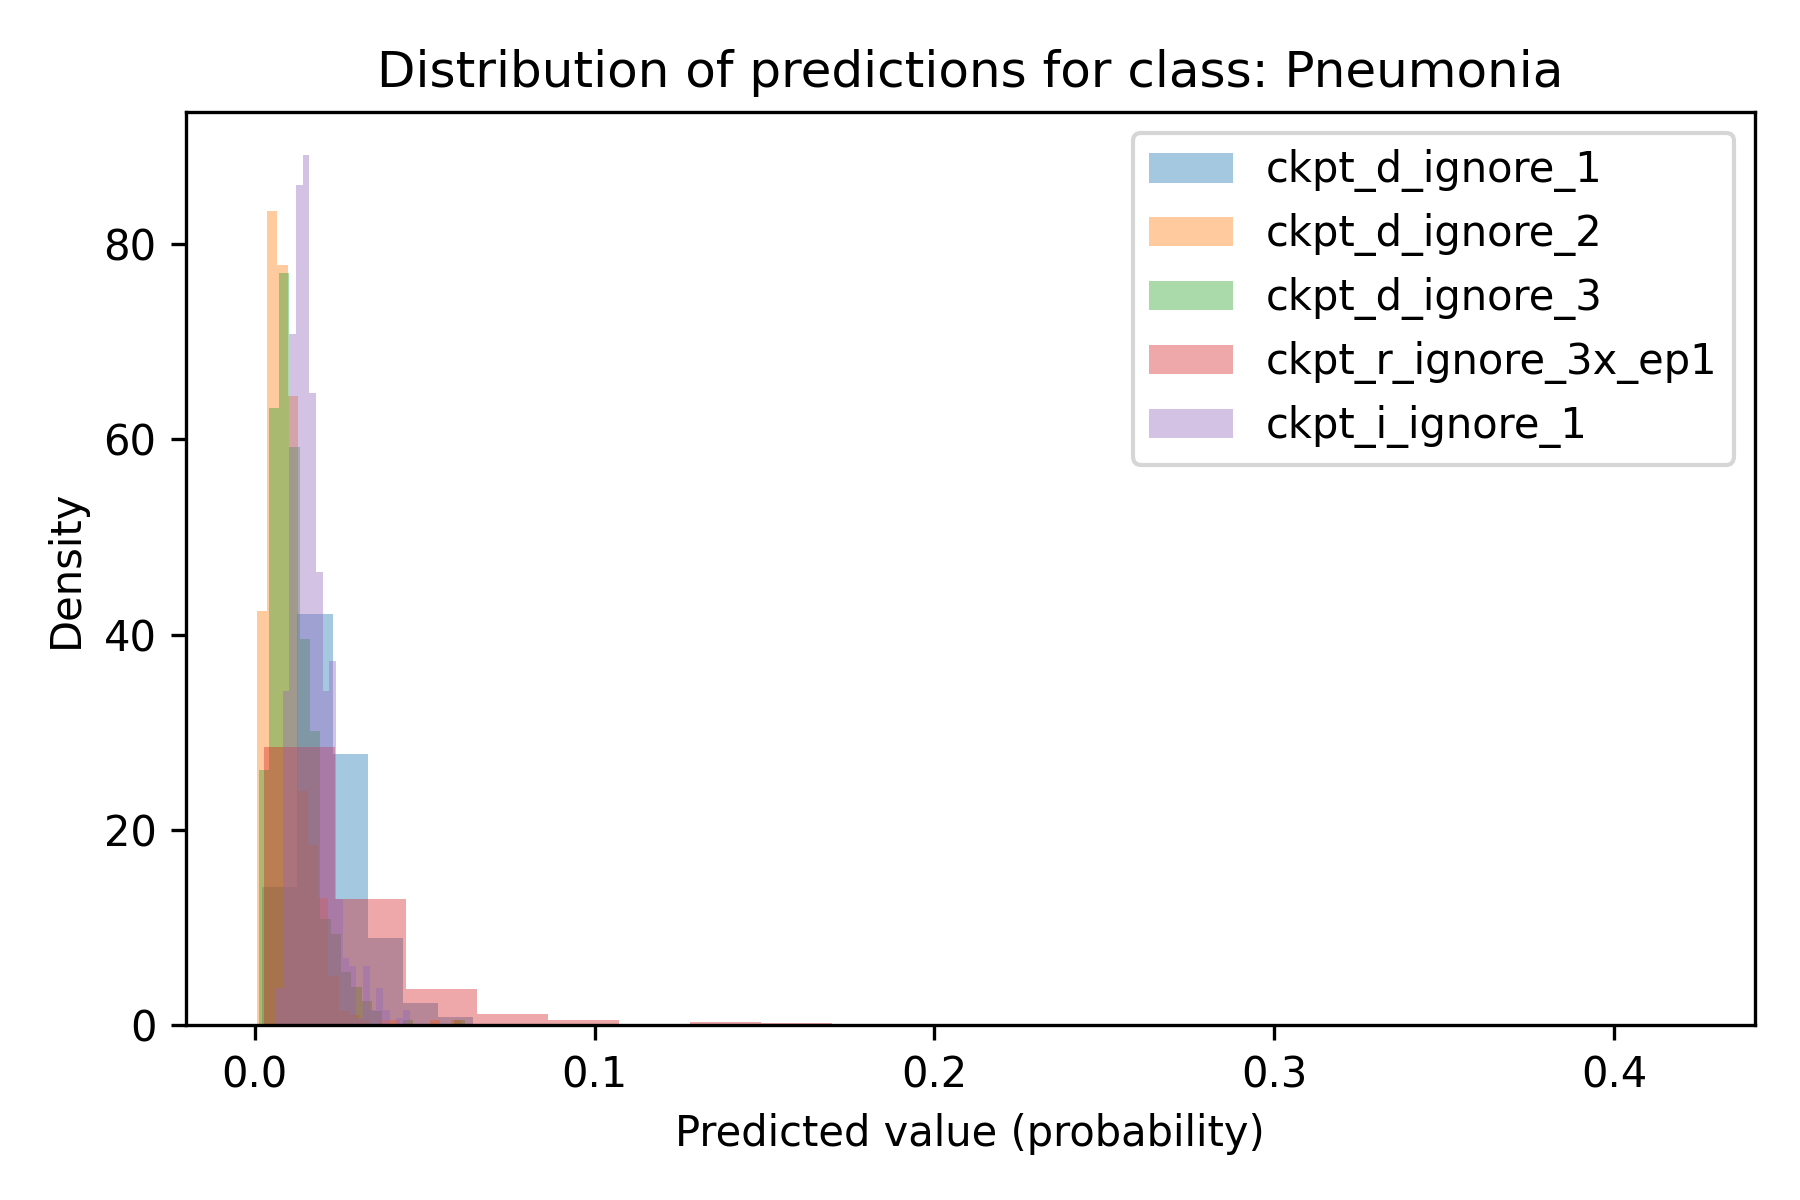 Distribution of predictions for class: Pneumonia
ckpt_d_ignore_1
ckpt_d_ignore_2
ckpt_d_ignore_3
ckpt_r_ignore_3x_ep1
ckpt_i_ignore_1
Density
80
60
40
20
0
0.0 0.1 0.2 0.3 0.4
Predicted value (probability)